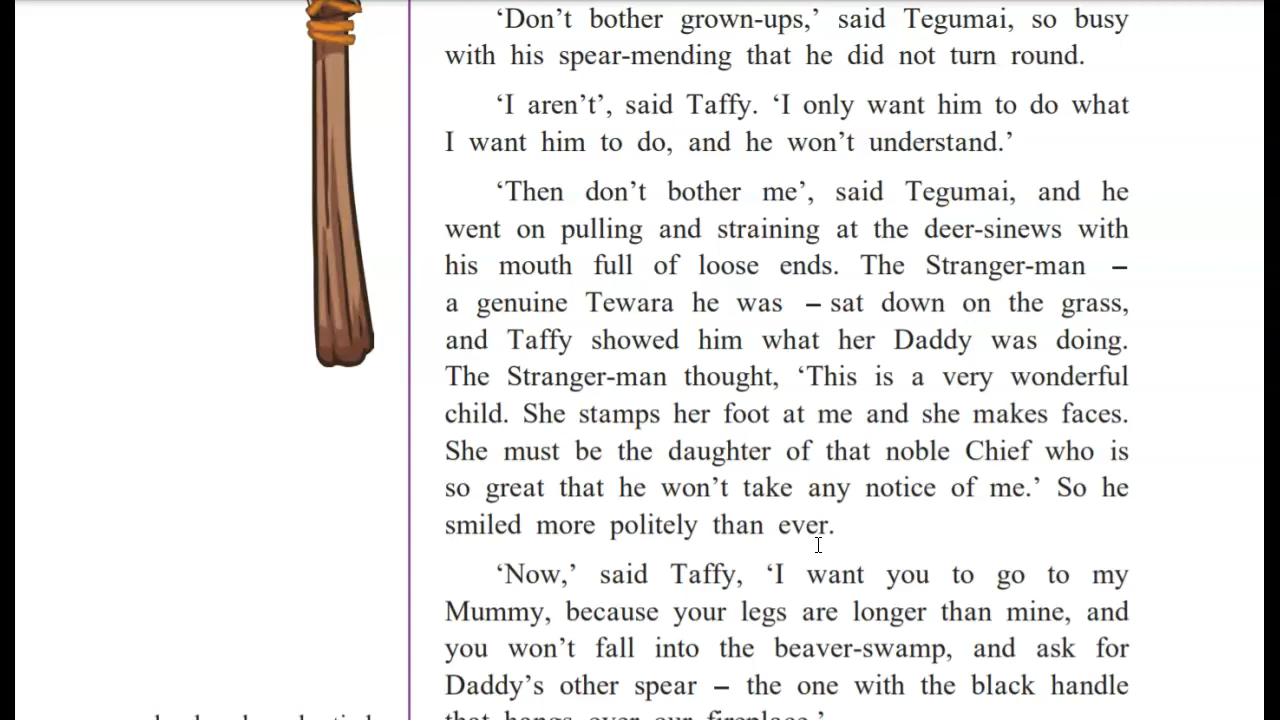 ‘Don’t bother grown-ups,’ said Tegumai, so busy
with his spear-mending that he did not turn round.
‘I aren’t’, said Taffy. ‘I only want him to do what
I want him to do, and he won’t understand.’
‘Then don’t bother me’, said Tegumai, and he
went on pulling and straining at the deer-sinews with
his mouth full of loose ends. The Stranger-man –
a genuine Tewara he was – sat down on the grass,
and Taffy showed him what her Daddy was doing.
The Stranger-man thought, ‘This is a very wonderful
child. She stamps her foot at me and she makes faces.
She must be the daughter of that noble Chief who is
so great that he won’t take any notice of me.’ So he
smiled more politely than ever.
‘Now,’ said Taffy, ‘I want you to go to my
Mummy, because your legs are longer than mine, and
you won’t fall into the beaver-swamp, and ask for
Daddy’s other spear – the one with the black handle
that hangs over our fireplace.’